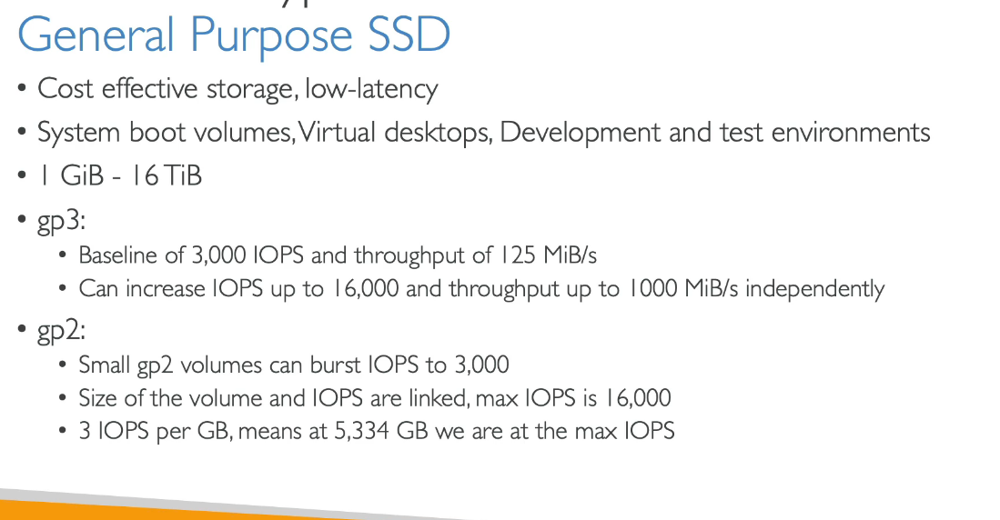 General Purpose SSD
• Cost effective storage, low-latency
• System boot volumes, Virtual desktops, Development and test environments
• 1 GiB - 16 TiB
• gp3:
• Baseline of 3,000 IOPS and throughput of 125 MiB/s
• Can increase IOPS up to 16,000 and throughput up to 1000 MiB/s independently
• gp2:
• Small gp2 volumes can burst IOPS to 3,000
• Size of the volume and IOPS are linked, max IOPS is 16,000
• 3 IOPS per GB, means at 5,334 GB we are at the max IOPS